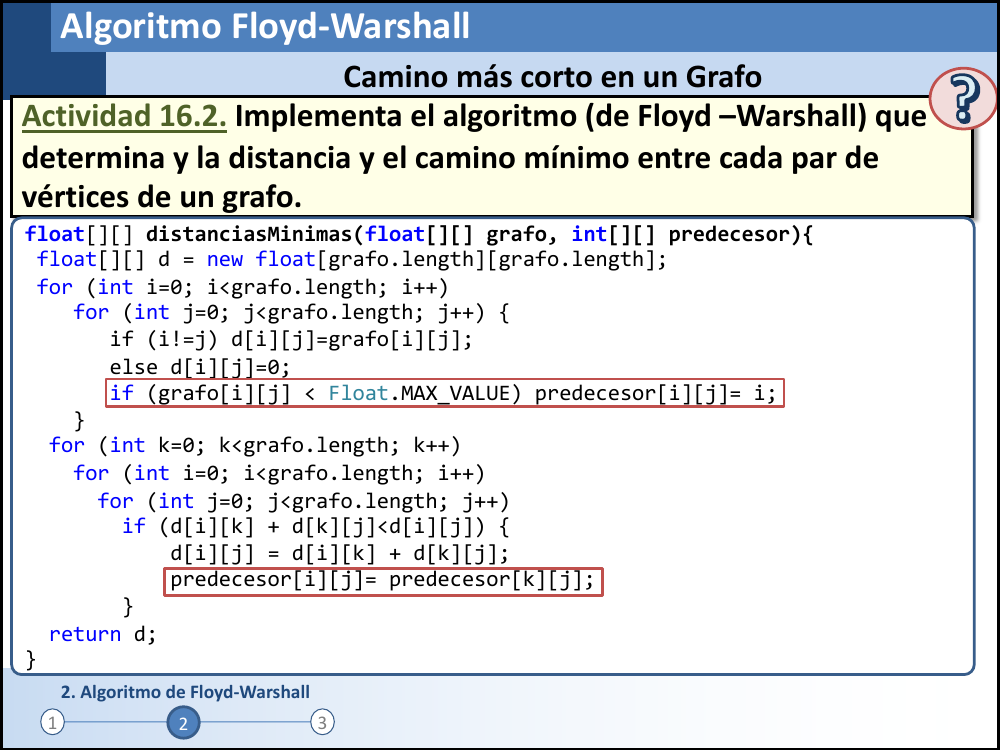 Algoritmo Floyd-Warshall
Camino más corto en un Grafo
?
Actividad 16.2. Implementa el algoritmo (de Floyd –Warshall) que
determina y la distancia y el camino mínimo entre cada par de
vértices de un grafo.
float[][] distanciasMinimas(float[][] grafo, int[][] predecesor){
float[][] d = new float[grafo.length][grafo.length];
for (int i=0; i<grafo.length; i++)
for (int j=0; j<grafo.length; j++) {
if (i!=j) d[i][j]=grafo[i][j];
else d[i][j]=0;
if (grafo[i][j] < Float.MAX_VALUE) predecesor[i][j]= i;
}
for (int k=0; k<grafo.length; k++)
for (int i=0; i<grafo.length; i++)
for (int j=0; j<grafo.length; j++)
if (d[i][k] + d[k][j]<d[i][j]) {
d[i][j] = d[i][k] + d[k][j];
predecesor[i][j]= predecesor[k][j];
}
return d;
}
2. Algoritmo de Floyd-Warshall
1 2 3